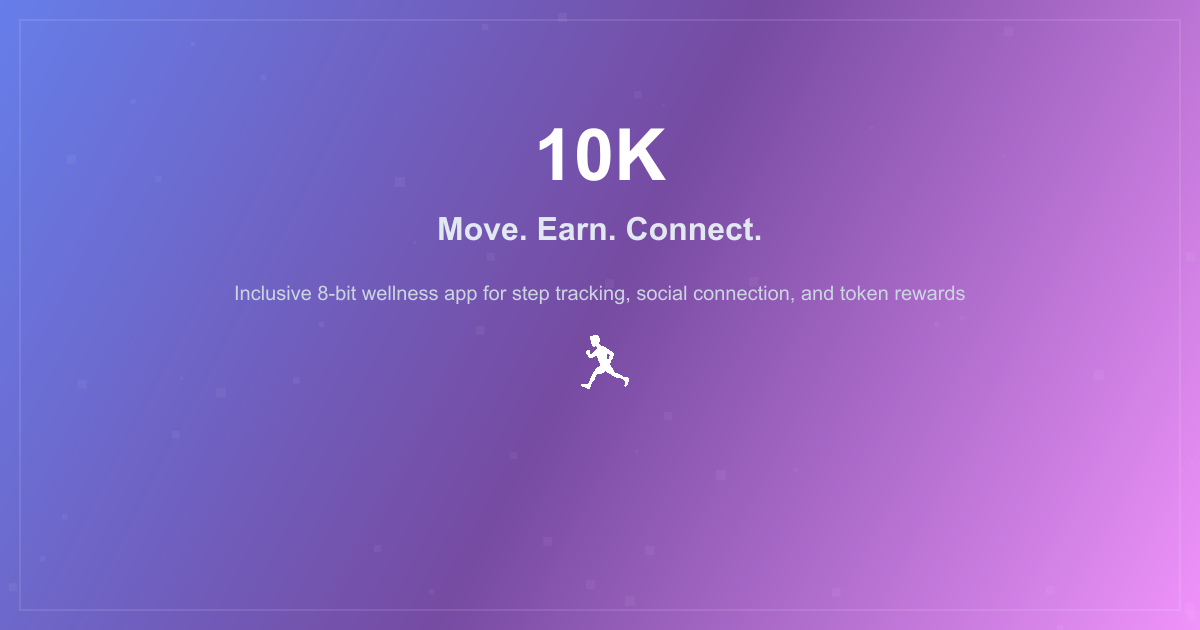 10K
Move. Earn. Connect.
Inclusive 8-bit wellness app for step tracking, social connection, and token rewards